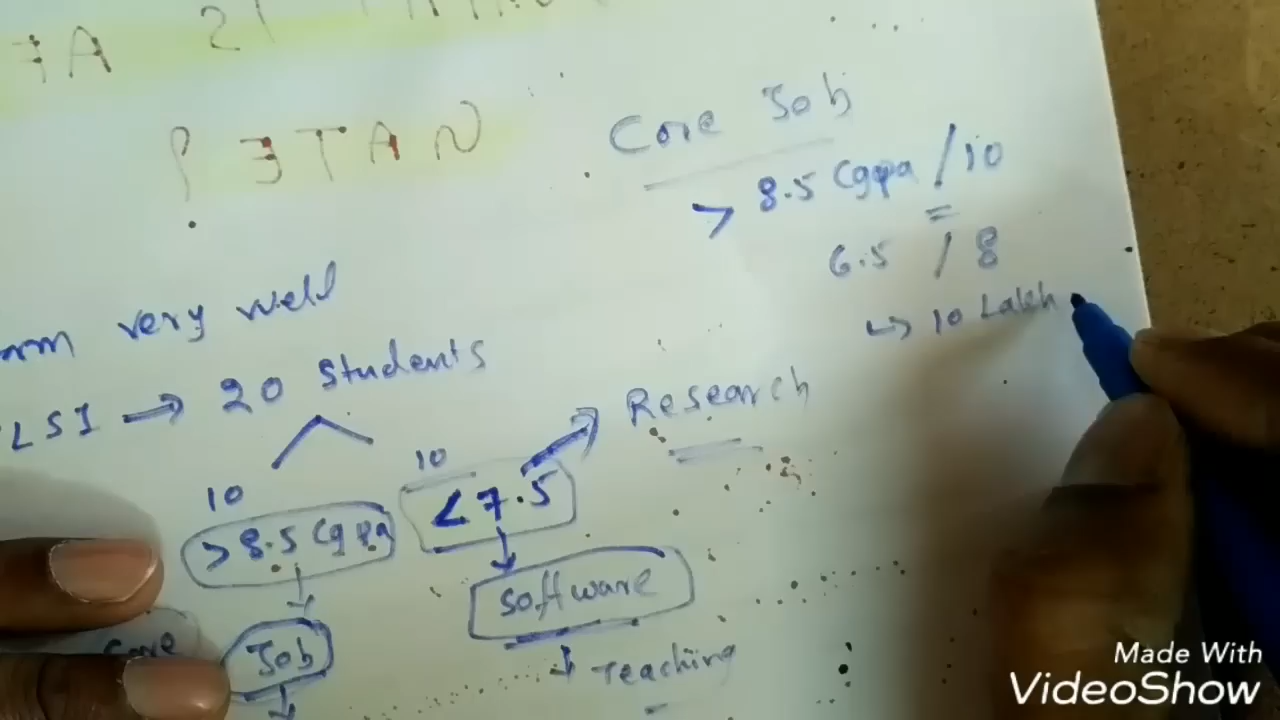 Core Job
> 8.5 Cgpa / 10
6.5 / 8
↳ 10 Lakh
very well
LSI → 20 Students
10
10
> 8.5 Cgpa
< 7.5
Research
Software
Core
Job
Teaching
Made With
VideoShow